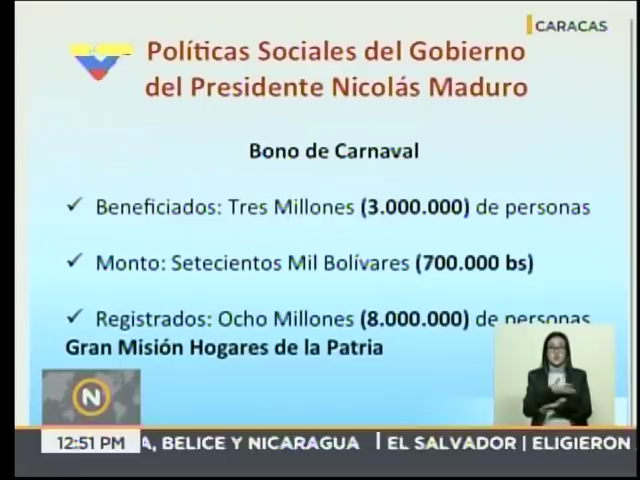 CARACAS
Políticas Sociales del Gobierno
del Presidente Nicolás Maduro
Bono de Carnaval
✓ Beneficiados: Tres Millones (3.000.000) de personas
✓ Monto: Setecientos Mil Bolívares (700.000 bs)
✓ Registrados: Ocho Millones (8.000.000) de personas
Gran Misión Hogares de la Patria
N
12:51 PM A, BELICE Y NICARAGUA | EL SALVADOR | ELIGIERON